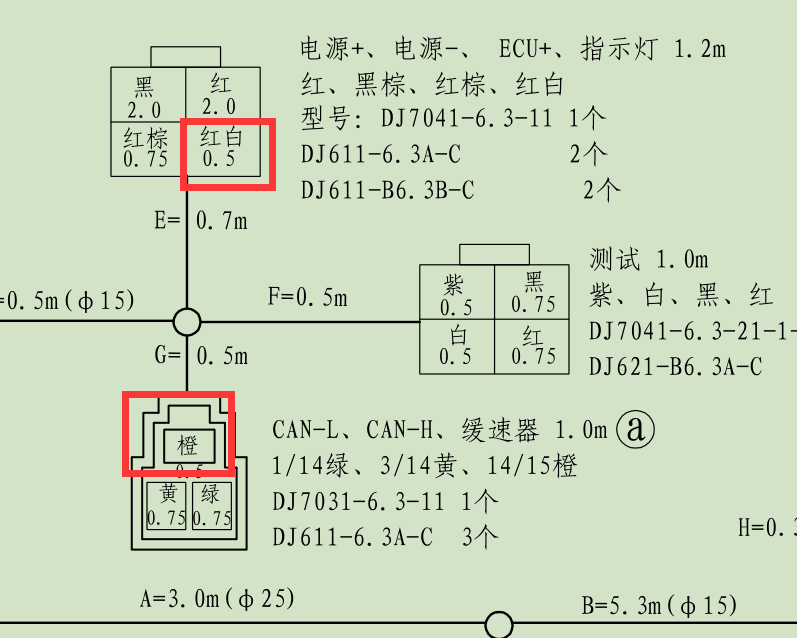 电源+、电源-、 ECU+、指示灯 1.2m
红、黑棕、红棕、红白
型号: DJ7041-6.3-11 1个
DJ611-6.3A-C 2个
DJ611-B6.3B-C 2个
黑 红
2.0 2.0
红棕 红白
0.75 0.5
E= 0.7m
=0.5m(φ15)
F=0.5m
紫 黑
0.5 0.75
白 红
0.5 0.75
测试 1.0m
紫、白、黑、红
DJ7041-6.3-21-1-
DJ621-B6.3A-C
G= 0.5m
橙
0.5
黄 绿
0.75 0.75
CAN-L、CAN-H、缓速器 1.0m ⓐ
1/14绿、3/14黄、14/15橙
DJ7031-6.3-11 1个
DJ611-6.3A-C 3个
H=0.3
A=3.0m(φ25)
B=5.3m(φ15)